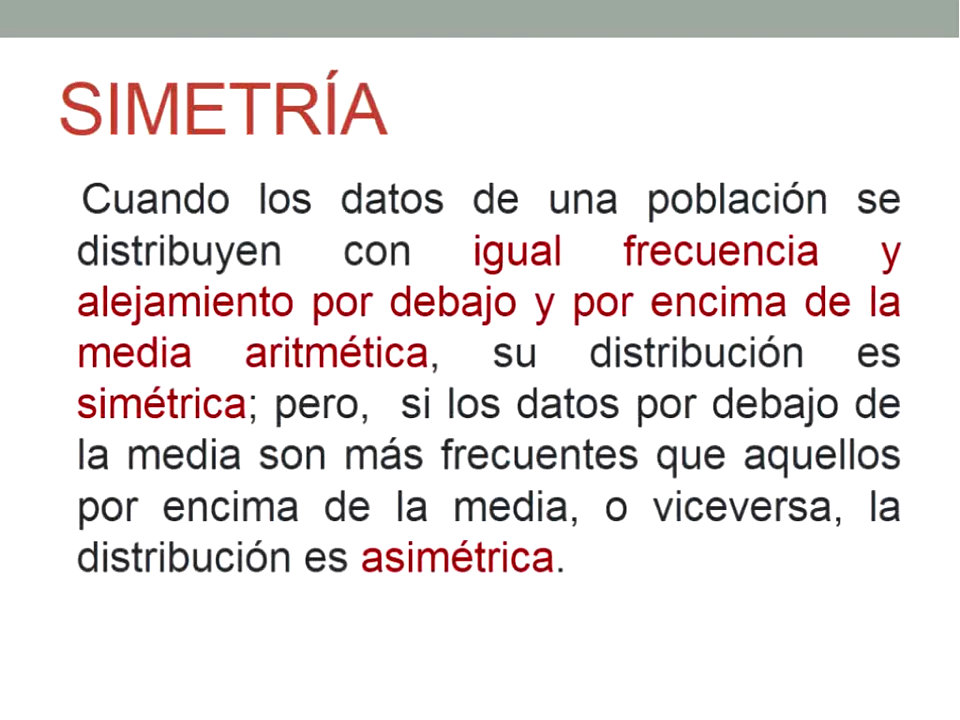 SIMETRÍA
Cuando los datos de una población se
distribuyen con igual frecuencia y
alejamiento por debajo y por encima de la
media aritmética, su distribución es
simétrica; pero, si los datos por debajo de
la media son más frecuentes que aquellos
por encima de la media, o viceversa, la
distribución es asimétrica.